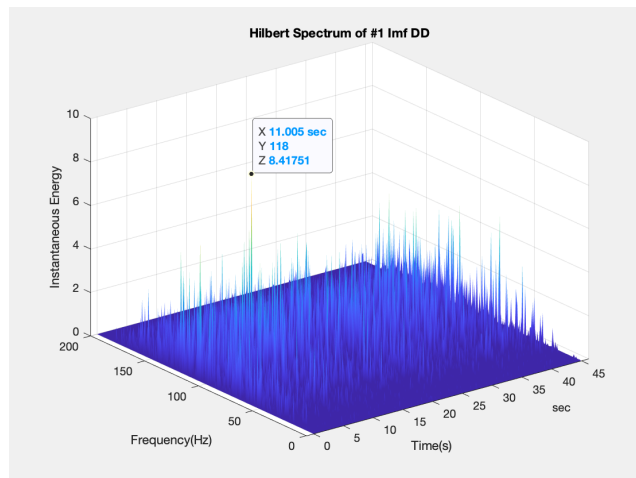 Hilbert Spectrum of #1 Imf DD
10
8
6
4
2
0
Instantaneous Energy
X 11.005 sec
Y 118
Z 8.41751
200
150
100
50
0
Frequency(Hz)
0
5
10
15
20
25
30
35
40
45
sec
Time(s)